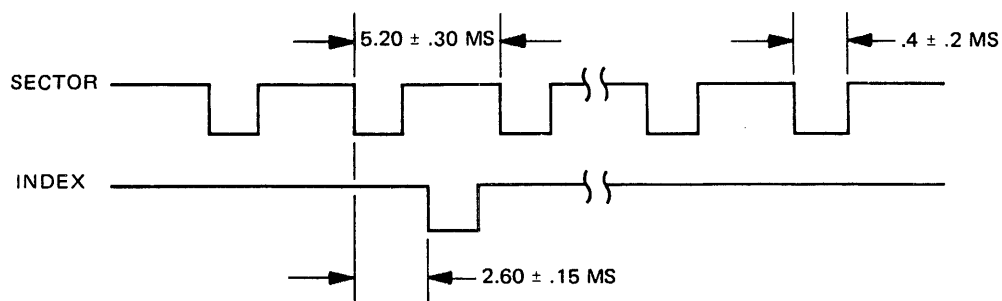 5.20 ± .30 MS
.4 ± .2 MS
SECTOR
INDEX
2.60 ± .15 MS